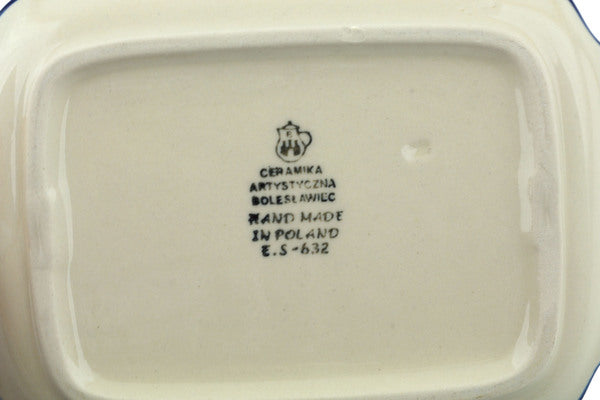 CERAMIKA
ARTYSTYCZNA
BOLESŁAWIEC
HAND MADE
IN POLAND
E.S-632